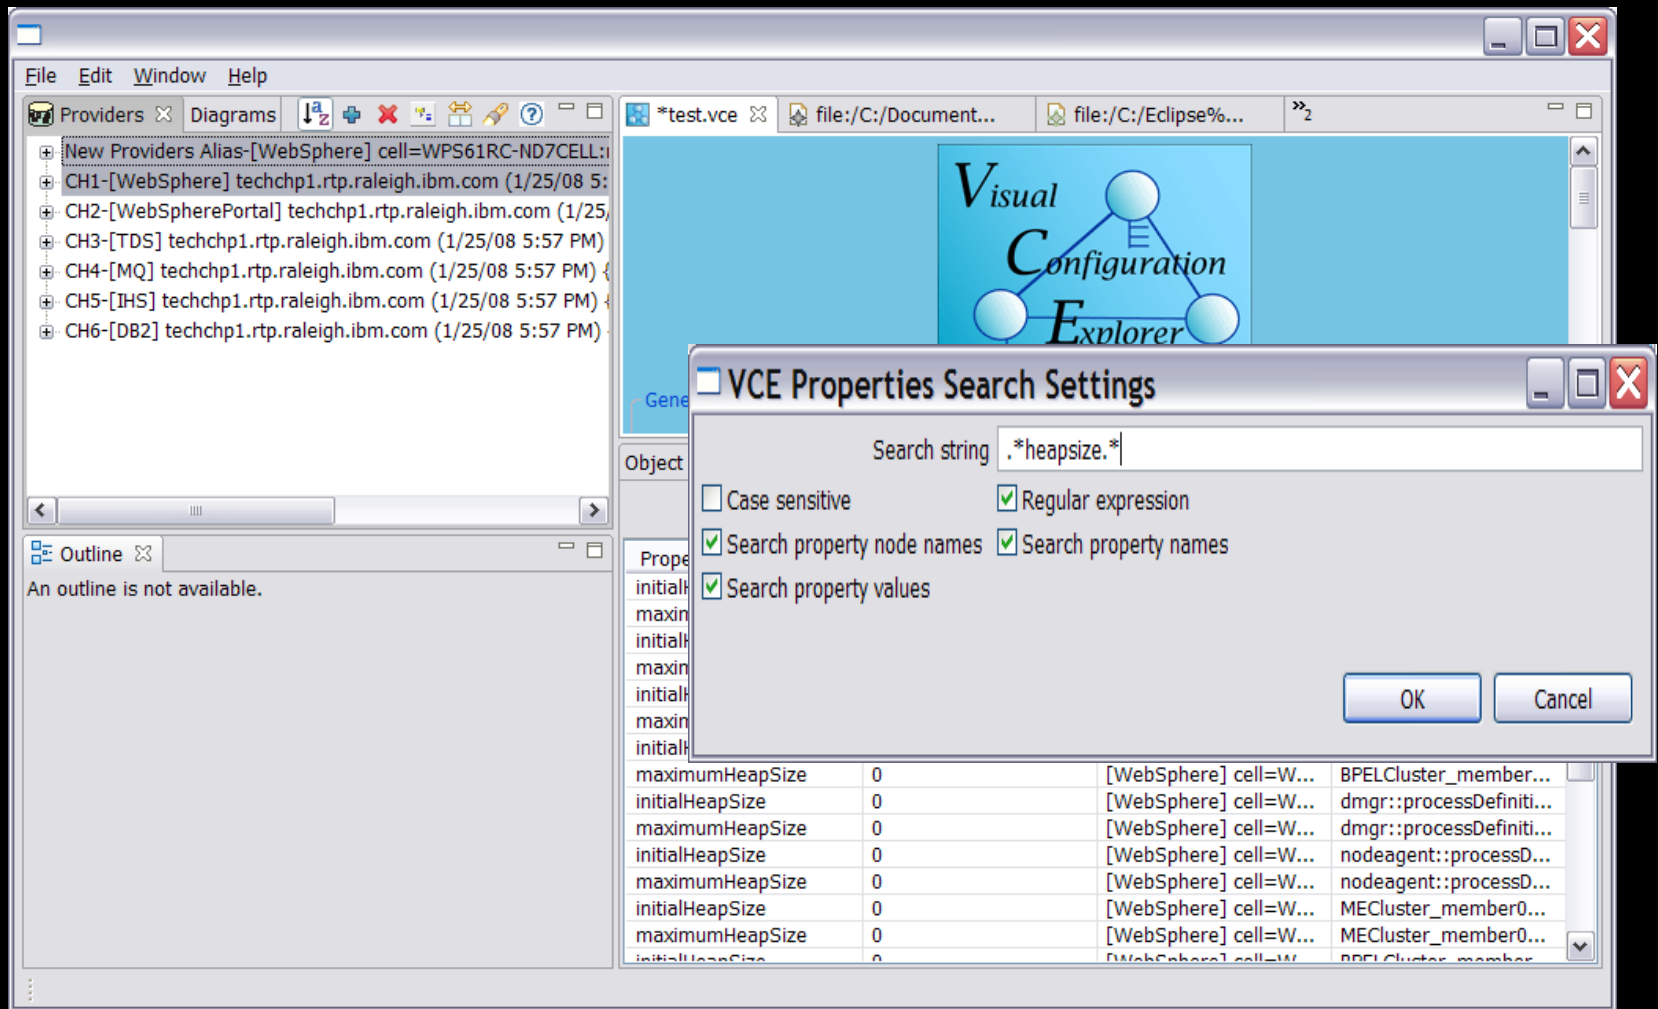 File Edit Window Help
Providers Diagrams
*test.vce file:/C:/Document... file:/C:/Eclipse%... »2
New Providers Alias-[WebSphere] cell=WPS61RC-ND7CELL:
CH1-[WebSphere] techchp1.rtp.raleigh.ibm.com (1/25/08 5:
CH2-[WebSpherePortal] techchp1.rtp.raleigh.ibm.com (1/25/
CH3-[TDS] techchp1.rtp.raleigh.ibm.com (1/25/08 5:57 PM)
CH4-[MQ] techchp1.rtp.raleigh.ibm.com (1/25/08 5:57 PM) {
CH5-[IHS] techchp1.rtp.raleigh.ibm.com (1/25/08 5:57 PM)
CH6-[DB2] techchp1.rtp.raleigh.ibm.com (1/25/08 5:57 PM)
Outline
An outline is not available.
Visual
Configuration
Explorer
Gene
Object
VCE Properties Search Settings
Search string .*heapsize.*
Case sensitive Regular expression
Search property node names Search property names
Search property values
OK Cancel
Prope
initialH
maxim
initialH
maxim
initialH
maxim
initialH
maximumHeapSize 0 [WebSphere] cell=W... BPELCluster_member...
initialHeapSize 0 [WebSphere] cell=W... dmgr::processDefiniti...
maximumHeapSize 0 [WebSphere] cell=W... dmgr::processDefiniti...
initialHeapSize 0 [WebSphere] cell=W... nodeagent::processD...
maximumHeapSize 0 [WebSphere] cell=W... nodeagent::processD...
initialHeapSize 0 [WebSphere] cell=W... MECluster_member0...
maximumHeapSize 0 [WebSphere] cell=W... MECluster_member0...